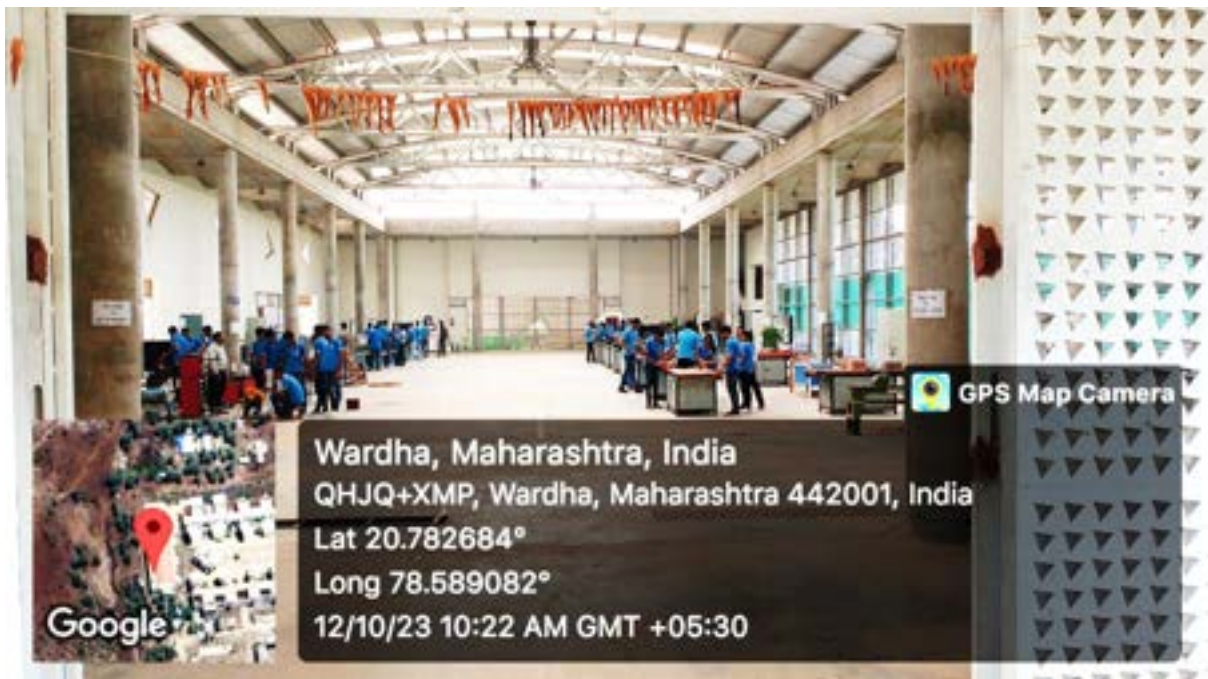 GPS Map Camera
Wardha, Maharashtra, India
QHJQ+XMP, Wardha, Maharashtra 442001, India
Lat 20.782684°
Long 78.589082°
12/10/23 10:22 AM GMT +05:30
Google